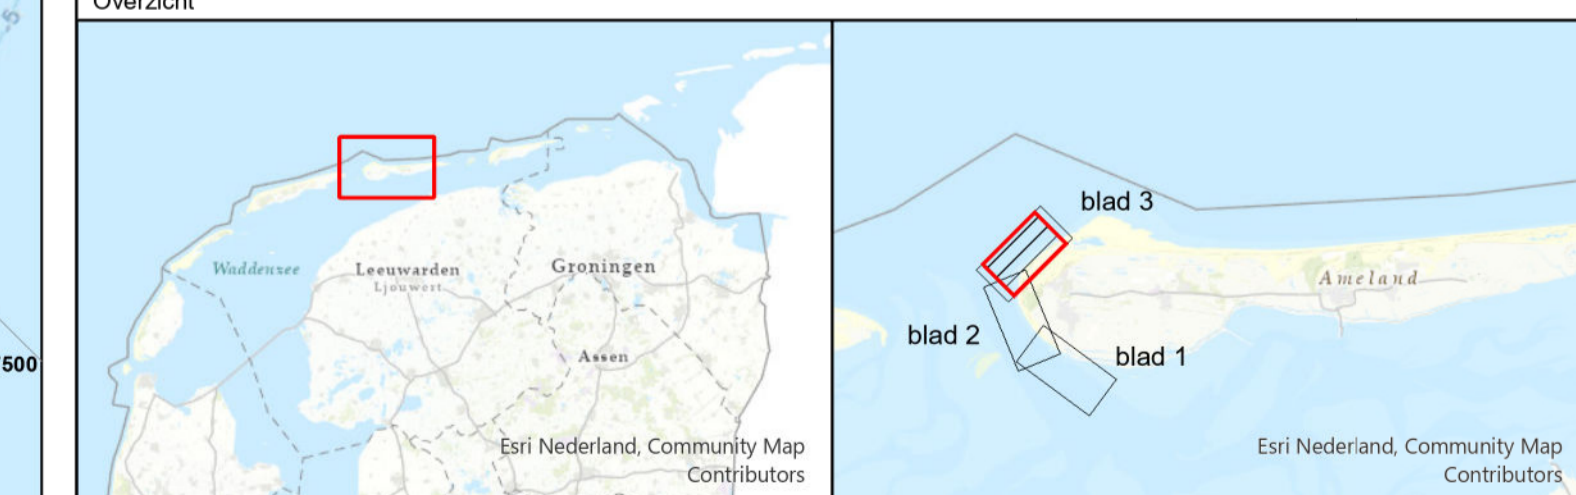 Overzicht
-5
500
Waddenzee
Leeuwarden
Ljouwert
Groningen
Assen
Esri Nederland, Community Map
Contributors
blad 3
Ameland
blad 2
blad 1
Esri Nederland, Community Map
Contributors